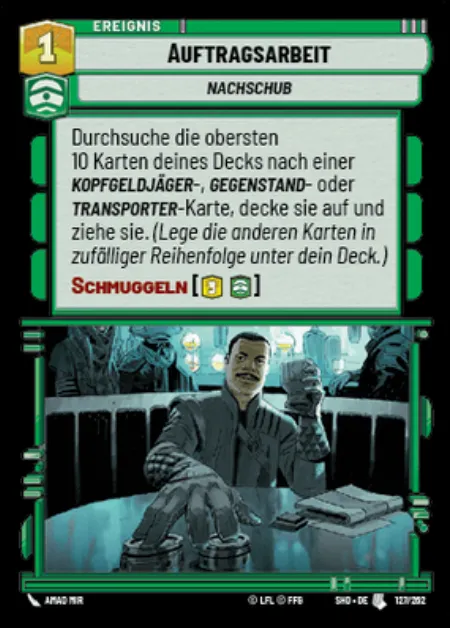 EREIGNIS
1
AUFTRAGSARBEIT
NACHSCHUB
Durchsuche die obersten
10 Karten deines Decks nach einer
KOPFGELDJÄGER-, GEGENSTAND- oder
TRANSPORTER-Karte, decke sie auf und
ziehe sie. (Lege die anderen Karten in
zufälliger Reihenfolge unter dein Deck.)
SCHMUGGELN [3]
AMAD MIR
© LFL © FFG
SHD • DE
127/262